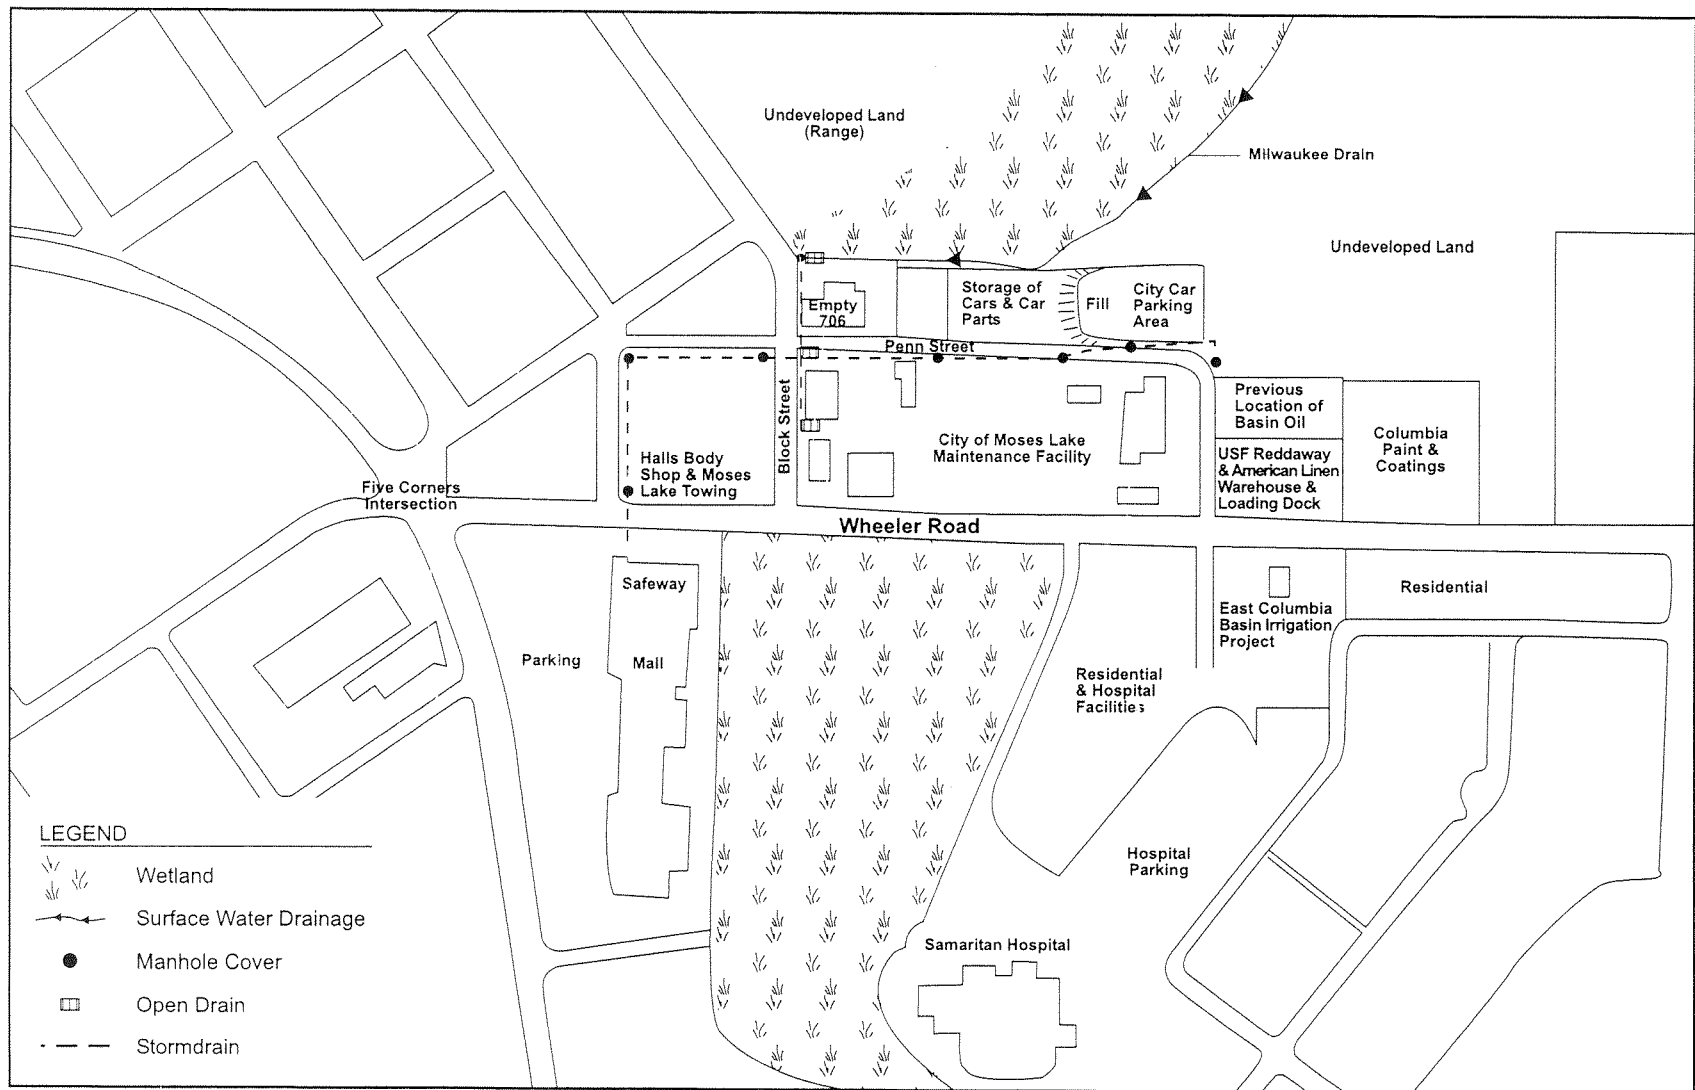 Undeveloped Land
(Range)
Milwaukee Drain
Undeveloped Land
Empty
706
Storage of
Cars & Car
Parts
Fill
City Car
Parking
Area
Penn Street
Block Street
Previous
Location of
Basin Oil
Columbia
Paint &
Coatings
City of Moses Lake
Maintenance Facility
USF Reddaway
& American Linen
Warehouse &
Loading Dock
Halls Body
Shop & Moses
Lake Towing
Five Corners
Intersection
Wheeler Road
Safeway
Mall
Parking
Residential
East Columbia
Basin Irrigation
Project
Residential
& Hospital
Facilities
Hospital
Parking
Samaritan Hospital
LEGEND
Wetland
Surface Water Drainage
Manhole Cover
Open Drain
Stormdrain